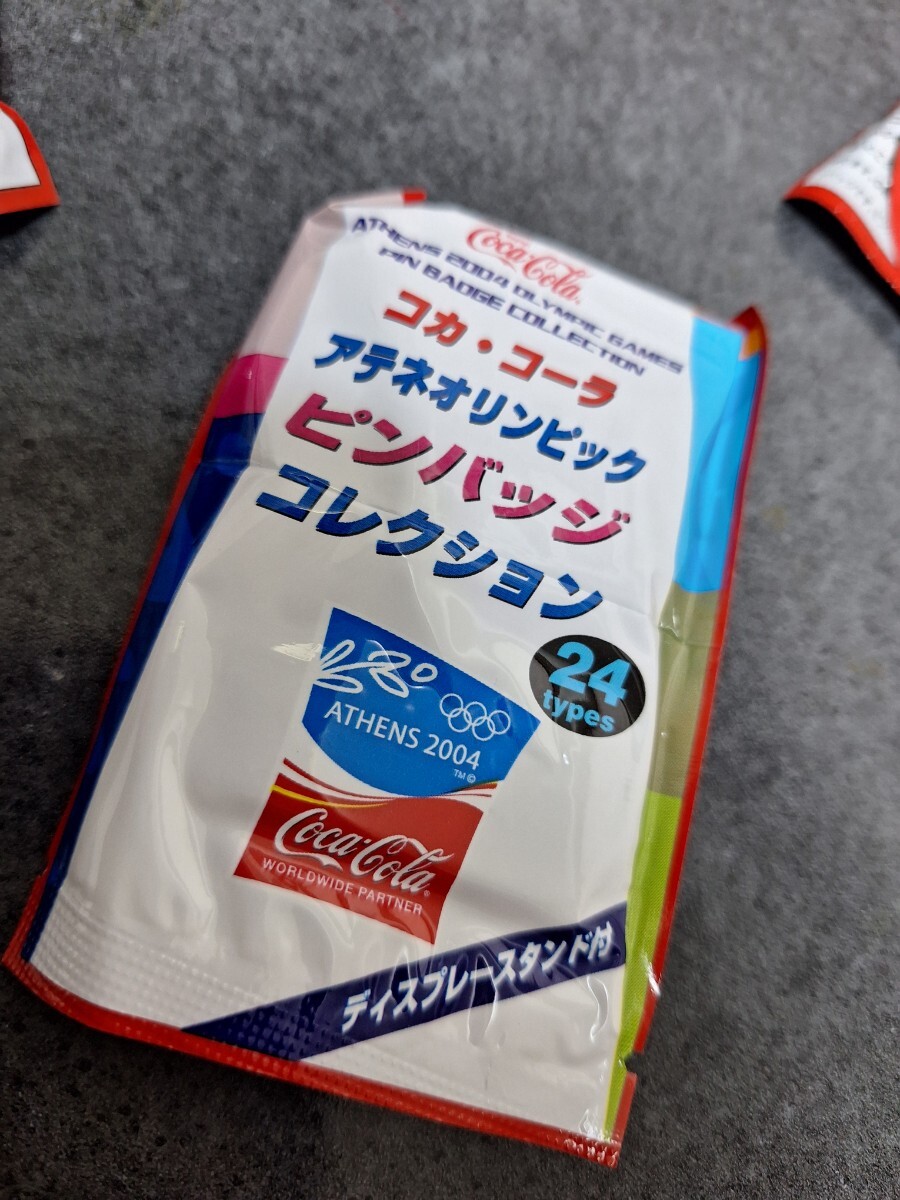 Coca-Cola
ATHENS 2004 OLYMPIC GAMES
PIN BADGE COLLECTION
コカ・コーラ
アテネオリンピック
ピンバッジ
コレクション
24
types
ATHENS 2004
TM©
Coca-Cola
WORLDWIDE PARTNER
ディスプレースタンド付